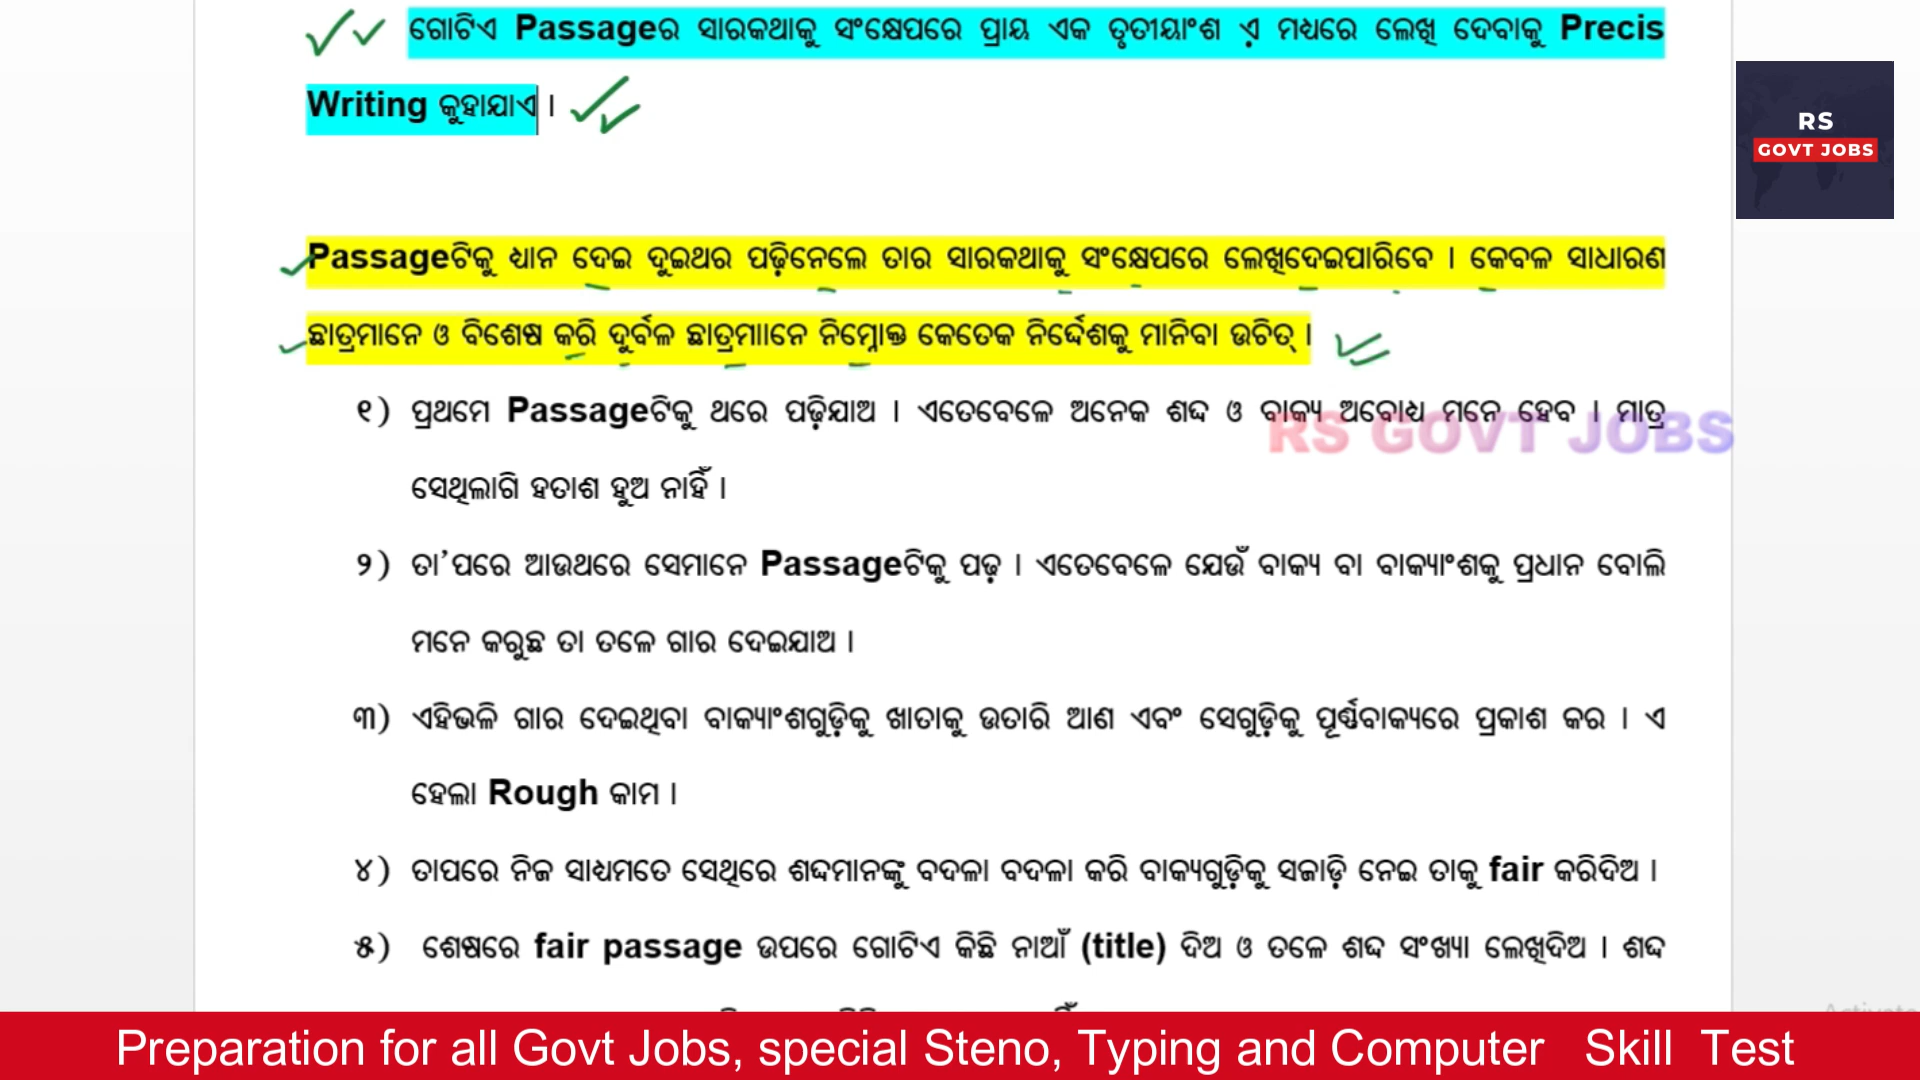 ଗୋଟିଏ Passageର ସାରକଥାକୁ ସଂକ୍ଷେପରେ ପ୍ରାୟ ଏକ ତୃତୀୟାଂଶ ଏ଼ ମଧ୍ୟରେ ଲେଖି ଦେବାକୁ Precis
Writing କୁହାଯାଏ ।
RS
GOVT JOBS
Passageଟିକୁ ଧ୍ୟାନ ଦେଇ ଦୁଇଥର ପଢ଼ିନେଲେ ତାର ସାରକଥାକୁ ସଂକ୍ଷେପରେ ଲେଖିଦେଇପାରିବେ । କେବଳ ସାଧାରଣ
ଛାତ୍ରମାନେ ଓ ବିଶେଷ କରି ଦୁର୍ବଳ ଛାତ୍ରମାାନେ ନିମ୍ନୋକ୍ତ କେତେକ ନିର୍ଦ୍ଦେଶକୁ ମାନିବା ଉଚିତ୍ ।
୧) ପ୍ରଥମେ Passageଟିକୁ ଥରେ ପଢ଼ିଯାଅ । ଏତେବେଳେ ଅନେକ ଶବ୍ଦ ଓ ବାକ୍ୟ ଅବୋଧ୍ୟ ମନେ ହେବ । ମାତ୍ର
RS GOVT JOBS
ସେଥିଲାଗି ହତାଶ ହୁଅ ନାହିଁ ।
୨) ତା'ପରେ ଆଉଥରେ ସେମାନେ Passageଟିକୁ ପଢ଼ । ଏତେବେଳେ ଯେଉଁ ବାକ୍ୟ ବା ବାକ୍ୟାଂଶକୁ ପ୍ରଧାନ ବୋଲି
ମନେ କରୁଛ ତା ତଳେ ଗାର ଦେଇଯାଅ ।
୩) ଏହିଭଳି ଗାର ଦେଇଥିବା ବାକ୍ୟାଂଶଗୁଡ଼ିକୁ ଖାତାକୁ ଉତାରି ଆଣ ଏବଂ ସେଗୁଡ଼ିକୁ ପୂର୍ଣ୍ଣବାକ୍ୟରେ ପ୍ରକାଶ କର । ଏ
ହେଲା Rough କାମ ।
୪) ତାପରେ ନିଜ ସାଧ୍ୟମତେ ସେଥିରେ ଶବ୍ଦମାନଙ୍କୁ ବଦଳା ବଦଳା କରି ବାକ୍ୟଗୁଡ଼ିକୁ ସଜାଡ଼ି ନେଇ ତାକୁ fair କରିଦିଅ ।
୫) ଶେଷରେ fair passage ଉପରେ ଗୋଟିଏ କିଛି ନାଆଁ (title) ଦିଅ ଓ ତଳେ ଶବ୍ଦ ସଂଖ୍ୟା ଲେଖିଦିଅ । ଶବ୍ଦ
Preparation for all Govt Jobs, special Steno, Typing and Computer Skill Test